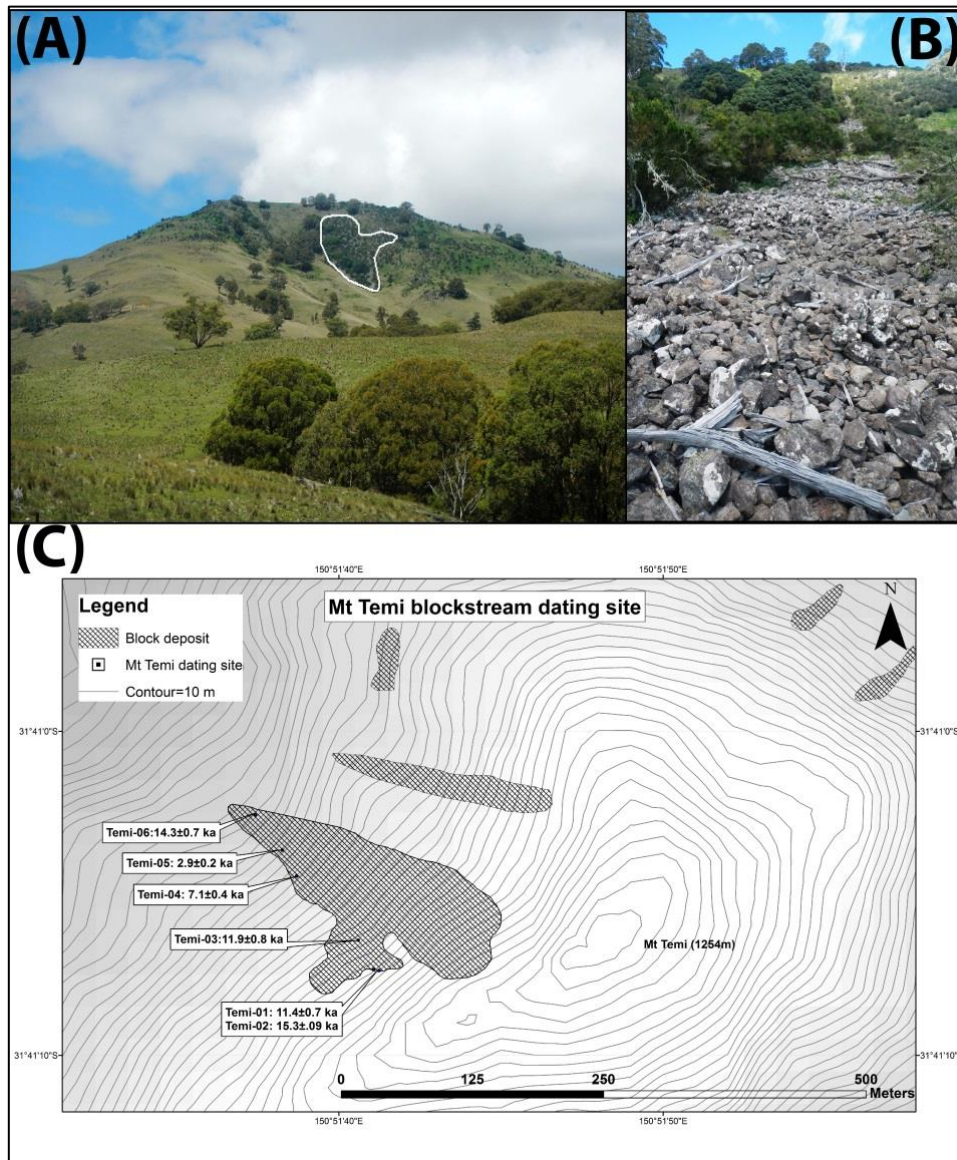 (A)
(B)
(C)
150°51'40"E
150°51'50"E
Legend
Block deposit
Mt Temi dating site
Contour=10 m
Mt Temi blockstream dating site
N
31°41'0"S
31°41'0"S
Temi-06:14.3±0.7 ka
Temi-05: 2.9±0.2 ka
Temi-04: 7.1±0.4 ka
Temi-03:11.9±0.8 ka
Mt Temi (1254m)
Temi-01: 11.4±0.7 ka
Temi-02: 15.3±.09 ka
31°41'10"S
31°41'10"S
0 125 250 500
Meters
150°51'40"E
150°51'50"E